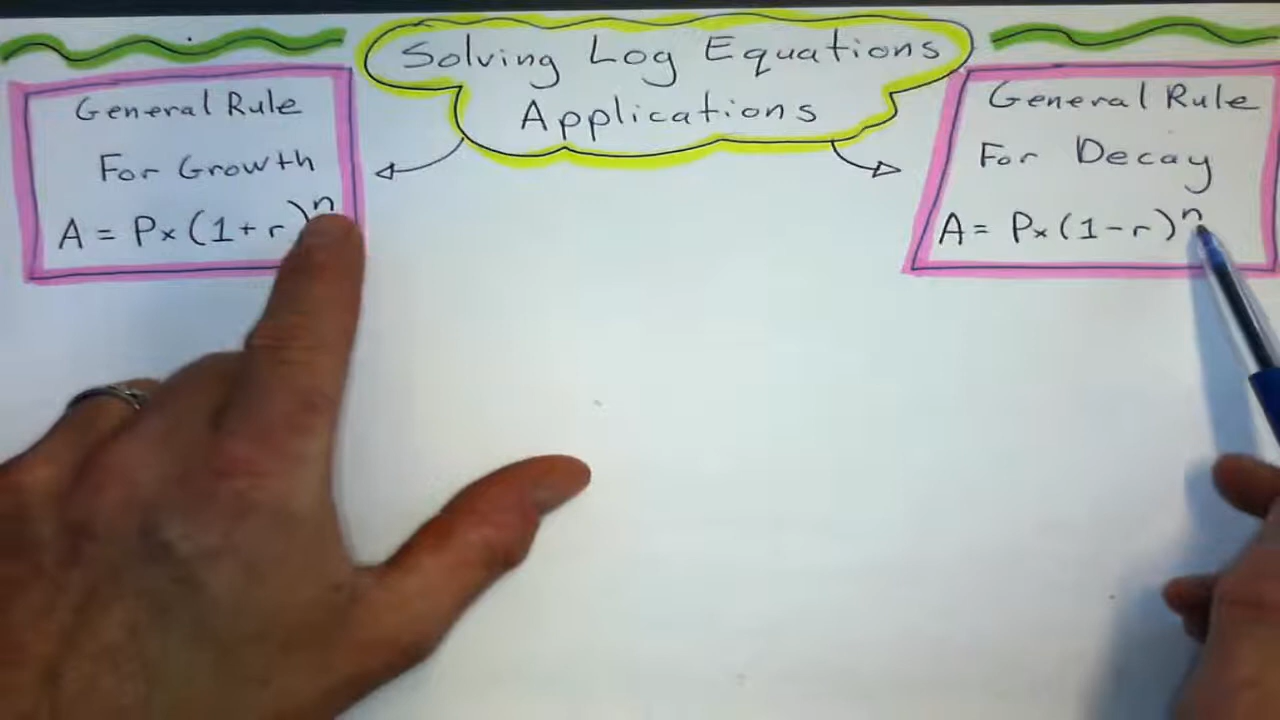 Solving Log Equations
Applications
General Rule
For Growth
A = P× (1 + r)ⁿ
General Rule
For Decay
A = P× (1 − r)ⁿ